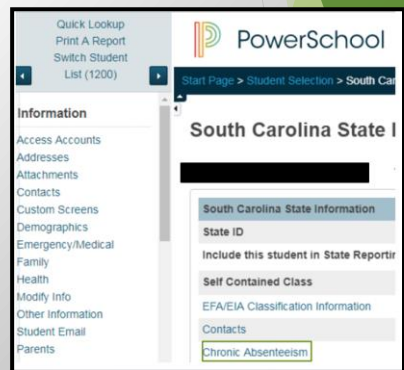 Quick Lookup
Print A Report
Switch Student
List (1200)
Information
Access Accounts
Addresses
Attachments
Contacts
Custom Screens
Demographics
Emergency/Medical
Family
Health
Modify Info
Other Information
Student Email
Parents
PowerSchool
Start Page > Student Selection > South Car
South Carolina State I
South Carolina State Information
State ID
Include this student in State Reportin
Self Contained Class
EFA/EIA Classification Information
Contacts
Chronic Absenteeism